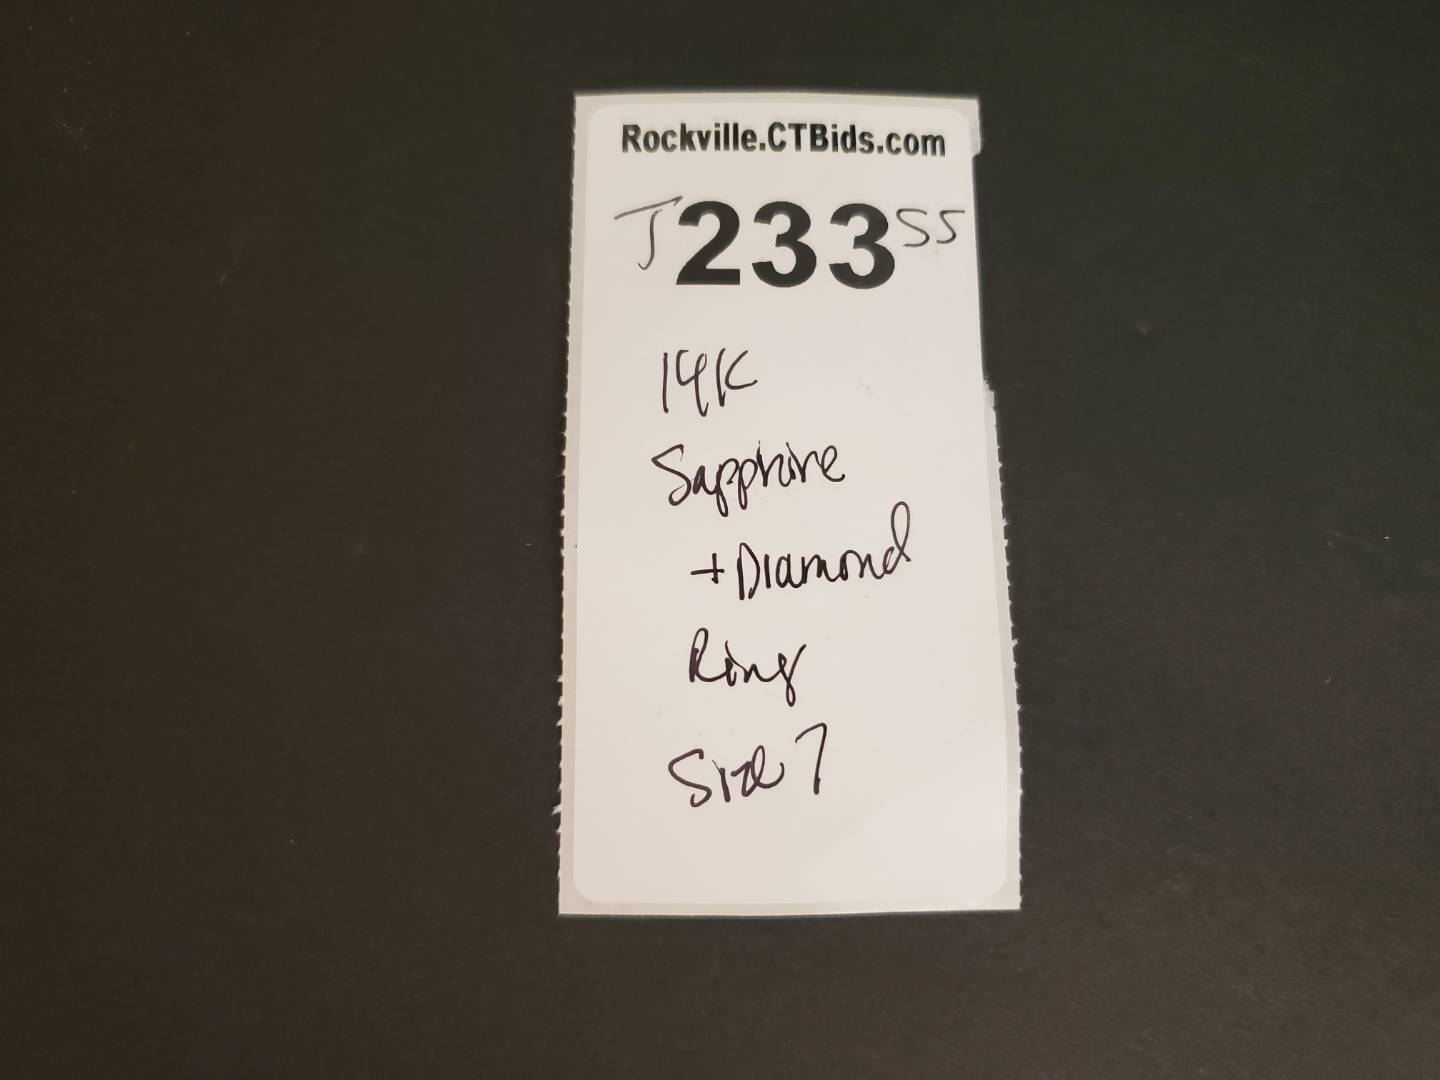 Rockville.CTBids.com
J233SS
14K
Sapphire
+Diamond
Ring
Size 7